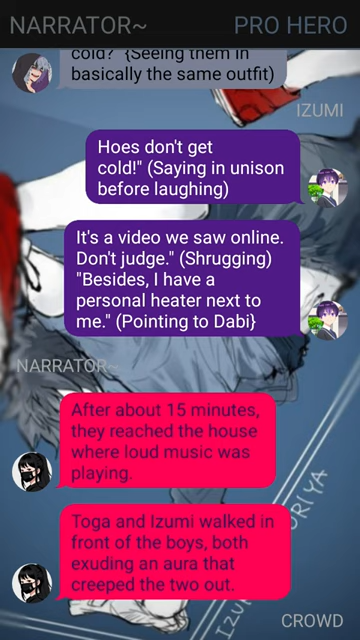 NARRATOR~ PRO HERO
cold?" {Seeing them in
basically the same outfit)
IZUMI
Hoes don't get
cold!" (Saying in unison
before laughing)
It's a video we saw online.
Don't judge." (Shrugging)
"Besides, I have a
personal heater next to
me." (Pointing to Dabi}
NARRATOR~
After about 15 minutes,
they reached the house
where loud music was
playing.
Toga and Izumi walked in
front of the boys, both
exuding an aura that
creeped the two out.
CROWD